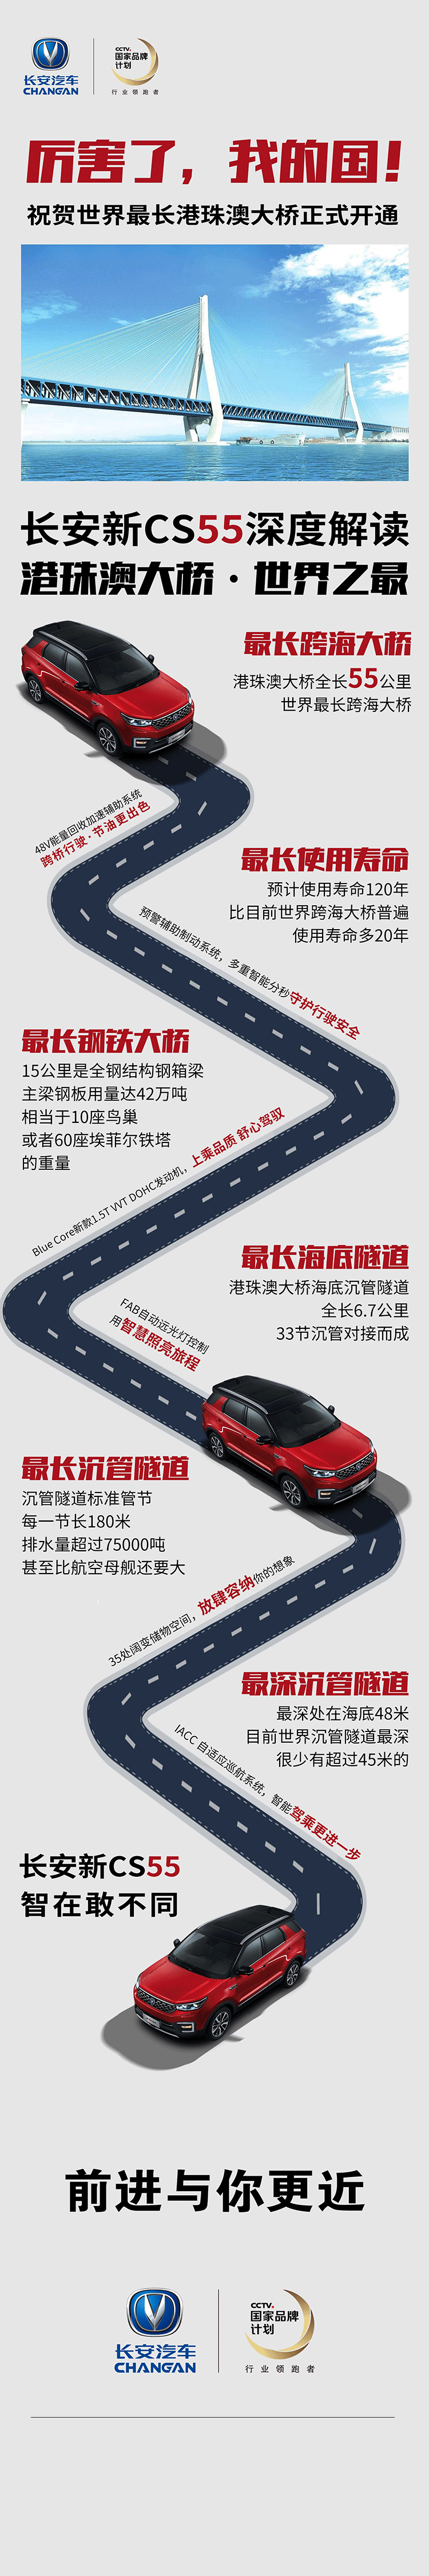 长安汽车
CHANGAN
CCTV.
国家品牌
计划
行业领跑者
厉害了，我的国！
祝贺世界最长港珠澳大桥正式开通
长安新CS55深度解读
港珠澳大桥·世界之最
最长跨海大桥
港珠澳大桥全长55公里
世界最长跨海大桥
48V能量回收加速辅助系统
跨桥行驶·节油更出色
最长使用寿命
预计使用寿命120年
比目前世界跨海大桥普遍
使用寿命多20年
预警辅助制动系统，多重智能分秒守护行驶安全
最长钢铁大桥
15公里是全钢结构钢箱梁
主梁钢板用量达42万吨
相当于10座鸟巢
或者60座埃菲尔铁塔
的重量
Blue Core新款1.5T VVT DOHC发动机，上乘品质 舒心驾驭
最长海底隧道
港珠澳大桥海底沉管隧道
全长6.7公里
33节沉管对接而成
FAB自动远光灯控制
用智慧照亮旅程
最长沉管隧道
沉管隧道标准管节
每一节长180米
排水量超过75000吨
甚至比航空母舰还要大
35处阔变储物空间，放肆容纳你的想象
最深沉管隧道
最深处在海底48米
目前世界沉管隧道最深
很少有超过45米的
IACC 自适应巡航系统，智能驾乘更进一步
长安新CS55
智在敢不同
前进与你更近
长安汽车
CHANGAN
CCTV.
国家品牌
计划
行业领跑者